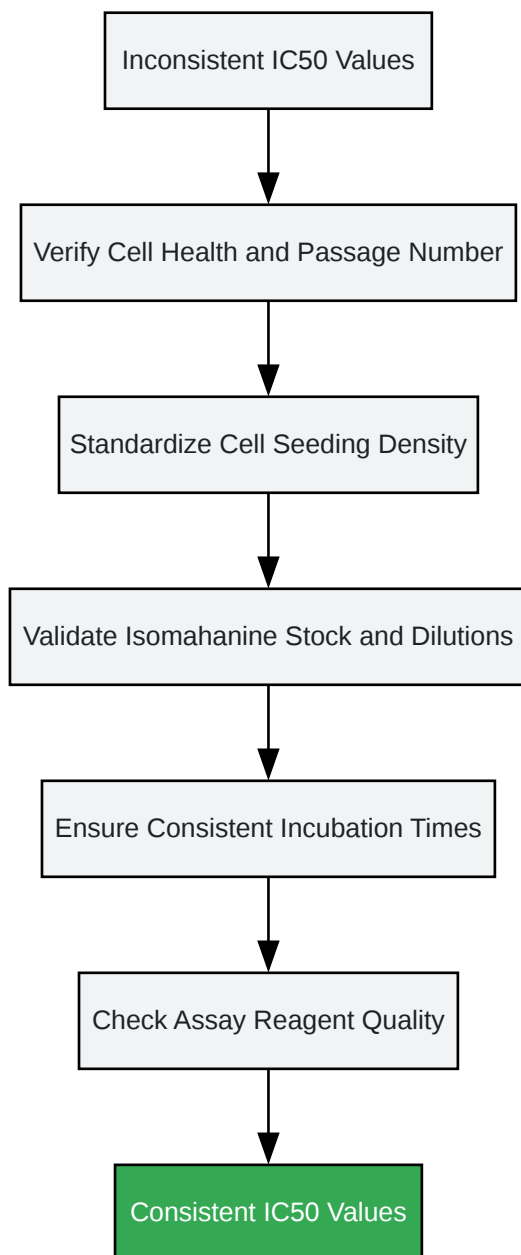 Inconsistent IC50 Values
Verify Cell Health and Passage Number
Standardize Cell Seeding Density
Validate Isomahanine Stock and Dilutions
Ensure Consistent Incubation Times
Check Assay Reagent Quality
Consistent IC50 Values